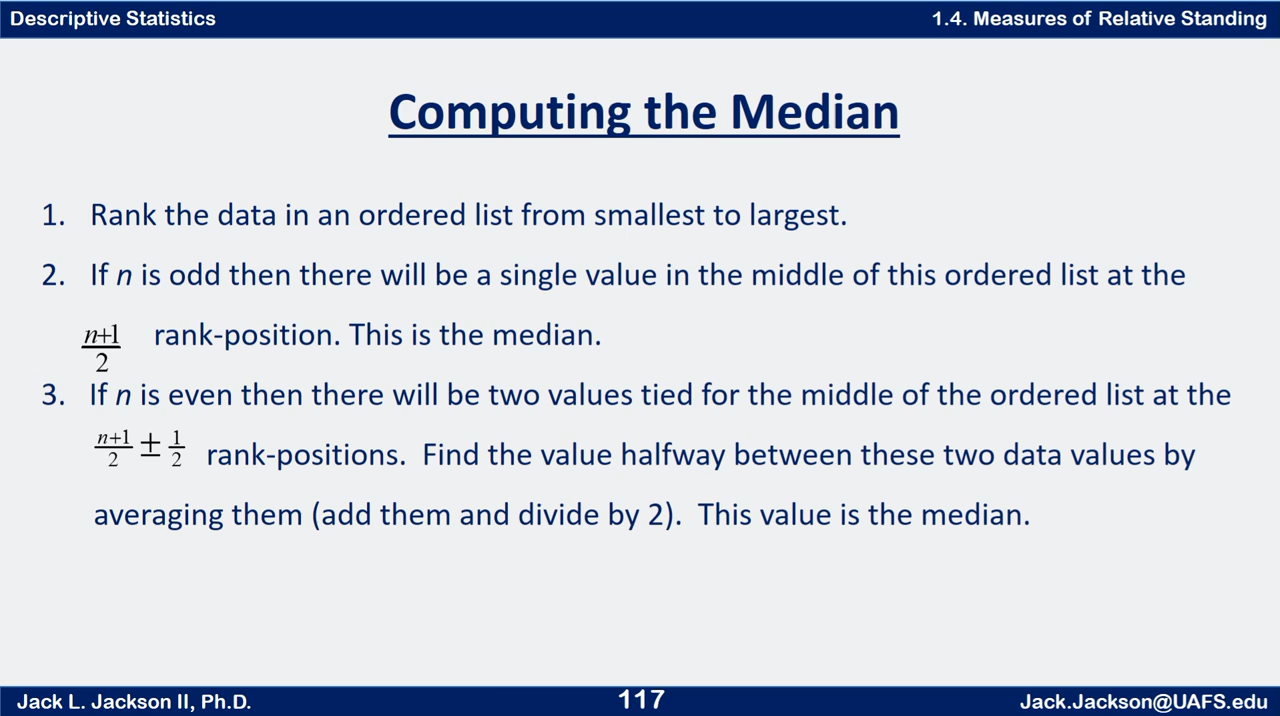 Descriptive Statistics
1.4. Measures of Relative Standing
Computing the Median
1. Rank the data in an ordered list from smallest to largest.
2. If n is odd then there will be a single value in the middle of this ordered list at the
n+1/2 rank-position. This is the median.
3. If n is even then there will be two values tied for the middle of the ordered list at the
n+1/2 ± 1/2 rank-positions. Find the value halfway between these two data values by
averaging them (add them and divide by 2). This value is the median.
Jack L. Jackson II, Ph.D.
117
Jack.Jackson@UAFS.edu